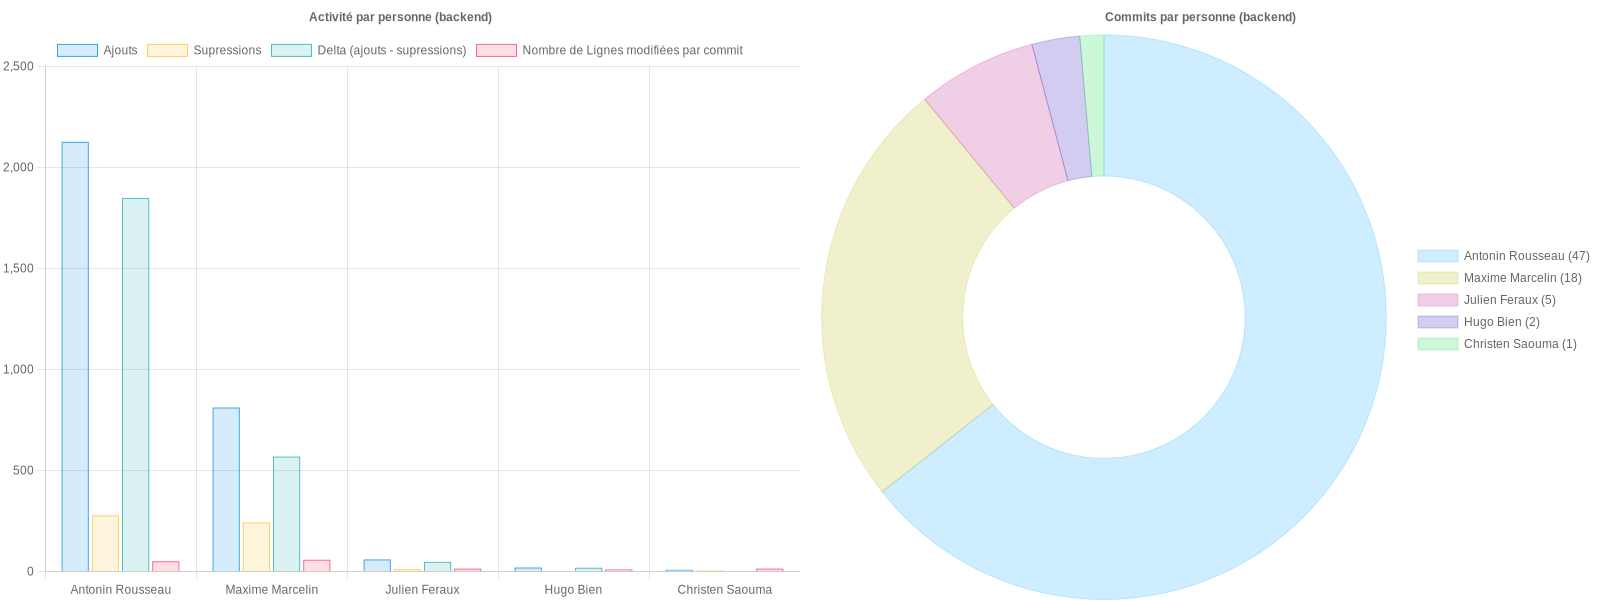 Activité par personne (backend)
Ajouts
Supressions
Delta (ajouts - supressions)
Nombre de Lignes modifiées par commit
2,500
2,000
1,500
1,000
500
0
Antonin Rousseau
Maxime Marcelin
Julien Feraux
Hugo Bien
Christen Saouma
Commits par personne (backend)
Antonin Rousseau (47)
Maxime Marcelin (18)
Julien Feraux (5)
Hugo Bien (2)
Christen Saouma (1)